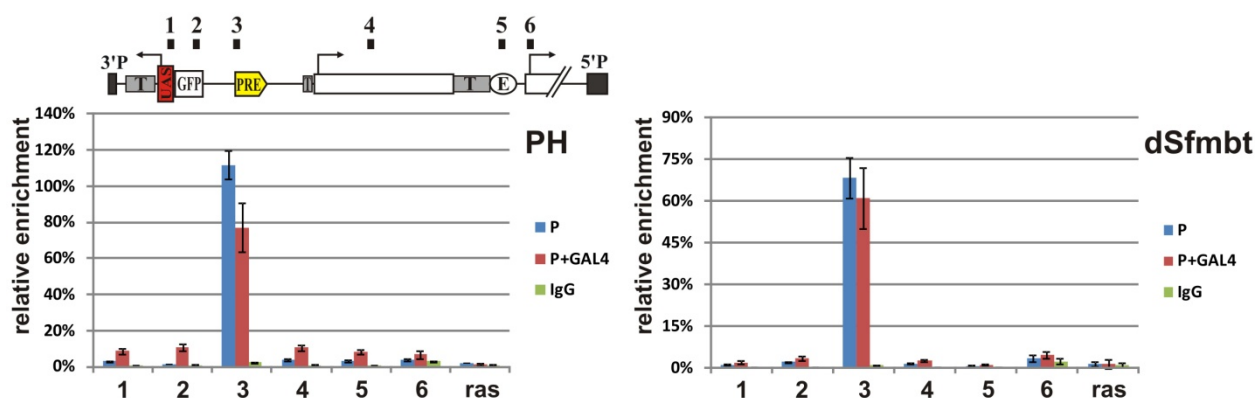 1 2 3 4 5 6
3'P 5'P
T UAS GFP PRE T E
PH
relative enrichment
140%
120%
100%
80%
60%
40%
20%
0%
P
P+GAL4
IgG
1 2 3 4 5 6 ras
dSfmbt
relative enrichment
90%
75%
60%
45%
30%
15%
0%
P
P+GAL4
IgG
1 2 3 4 5 6 ras